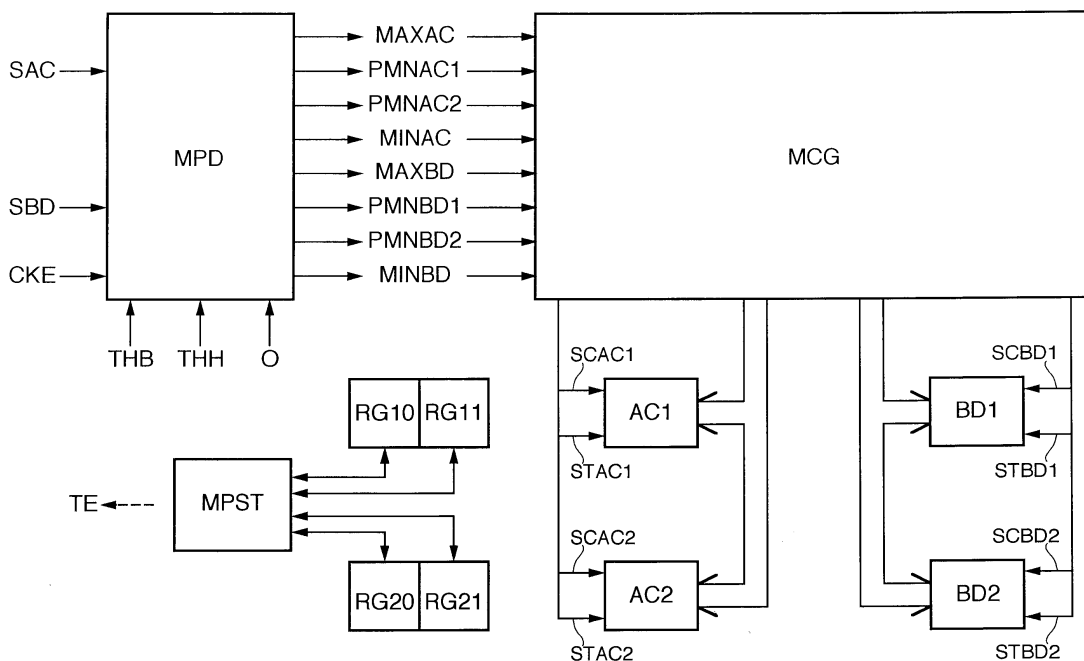 MAXAC
SAC
PMNAC1
PMNAC2
MINAC
MPD
MCG
MAXBD
SBD
PMNBD1
PMNBD2
CKE
MINBD
THB
THH
O
SCAC1
SCBD1
RG10
RG11
AC1
BD1
STAC1
STBD1
TE
MPST
SCAC2
SCBD2
RG20
RG21
AC2
BD2
STAC2
STBD2